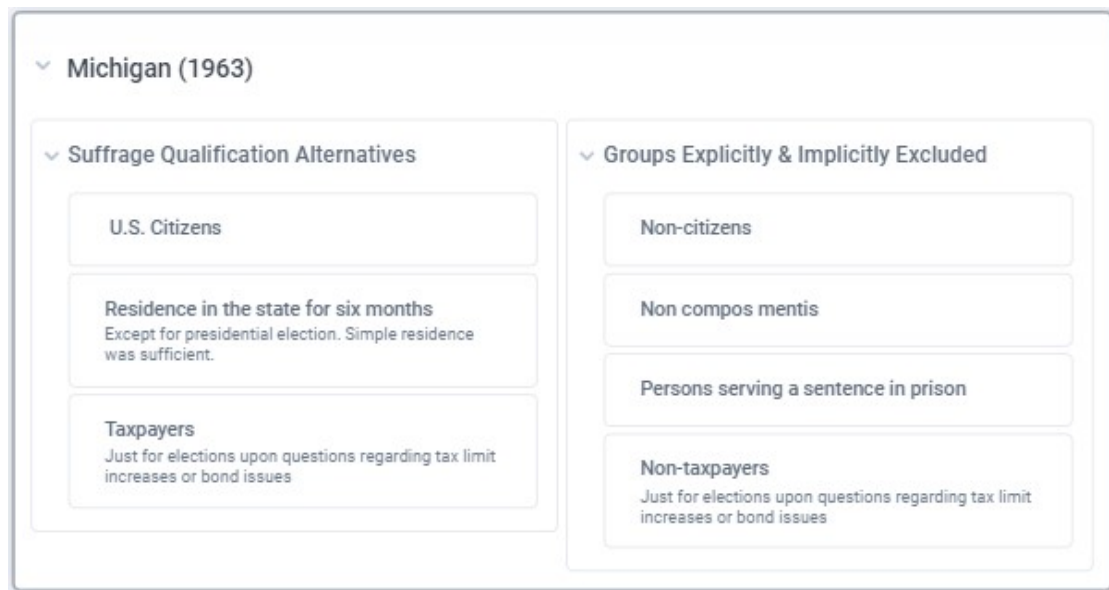 Michigan (1963)
Suffrage Qualification Alternatives
U.S. Citizens
Residence in the state for six months
Except for presidential election. Simple residence
was sufficient.
Taxpayers
Just for elections upon questions regarding tax limit
increases or bond issues
Groups Explicitly & Implicitly Excluded
Non-citizens
Non compos mentis
Persons serving a sentence in prison
Non-taxpayers
Just for elections upon questions regarding tax limit
increases or bond issues